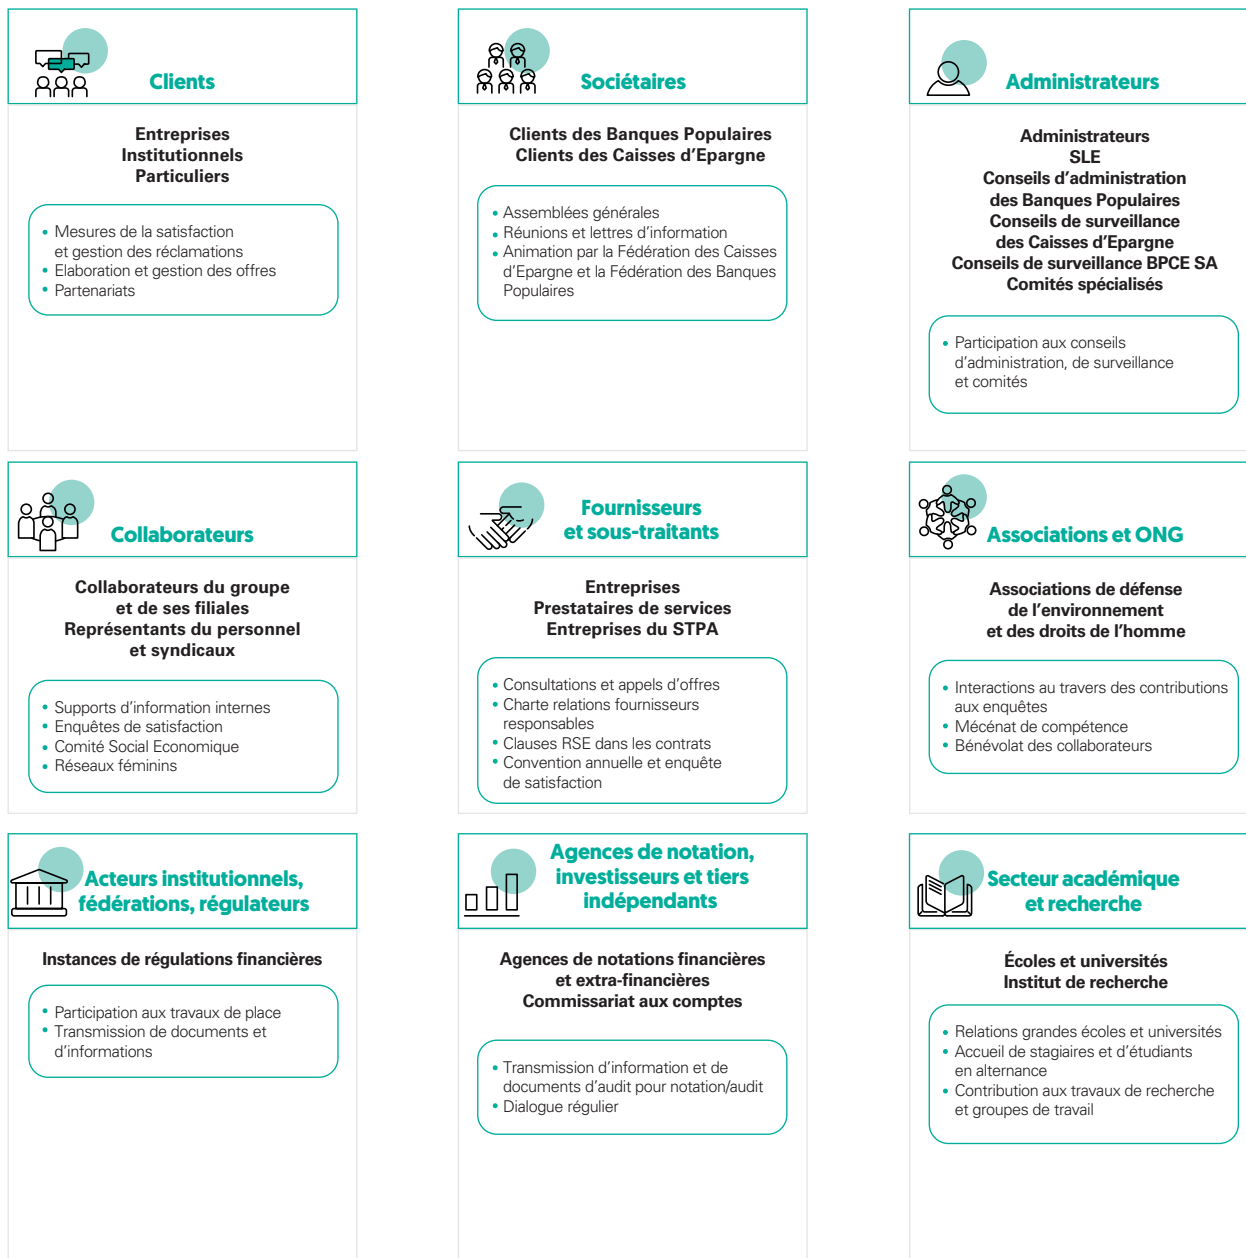 Clients
Entreprises
Institutionnels
Particuliers
• Mesures de la satisfaction
et gestion des réclamations
• Elaboration et gestion des offres
• Partenariats
Sociétaires
Clients des Banques Populaires
Clients des Caisses d'Epargne
• Assemblées générales
• Réunions et lettres d'information
• Animation par la Fédération des Caisses
d'Epargne et la Fédération des Banques
Populaires
Administrateurs
Administrateurs
SLE
Conseils d'administration
des Banques Populaires
Conseils de surveillance
des Caisses d'Epargne
Conseils de surveillance BPCE SA
Comités spécialisés
• Participation aux conseils
d'administration, de surveillance
et comités
Collaborateurs
Collaborateurs du groupe
et de ses filiales
Représentants du personnel
et syndicaux
• Supports d'information internes
• Enquêtes de satisfaction
• Comité Social Economique
• Réseaux féminins
Fournisseurs
et sous-traitants
Entreprises
Prestataires de services
Entreprises du STPA
• Consultations et appels d'offres
• Charte relations fournisseurs
responsables
• Clauses RSE dans les contrats
• Convention annuelle et enquête
de satisfaction
Associations et ONG
Associations de défense
de l'environnement
et des droits de l'homme
• Interactions au travers des contributions
aux enquêtes
• Mécénat de compétence
• Bénévolat des collaborateurs
Acteurs institutionnels,
fédérations, régulateurs
Instances de régulations financières
• Participation aux travaux de place
• Transmission de documents et
d'informations
Agences de notation,
investisseurs et tiers
indépendants
Agences de notations financières
et extra-financières
Commissariat aux comptes
• Transmission d'information et de
documents d'audit pour notation/audit
• Dialogue régulier
Secteur académique
et recherche
Écoles et universités
Institut de recherche
• Relations grandes écoles et universités
• Accueil de stagiaires et d'étudiants
en alternance
• Contribution aux travaux de recherche
et groupes de travail